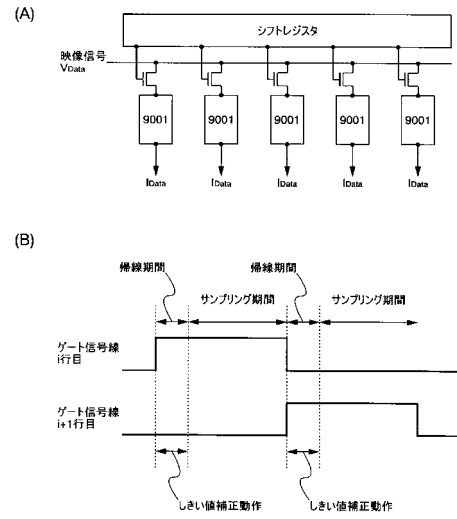 (A)
シフトレジスタ
映像信号
VData
9001 9001 9001 9001 9001
IData IData IData IData IData
(B)
帰線期間 帰線期間
サンプリング期間 サンプリング期間
ゲート信号線
i行目
ゲート信号線
i+1行目
しきい値補正動作 しきい値補正動作